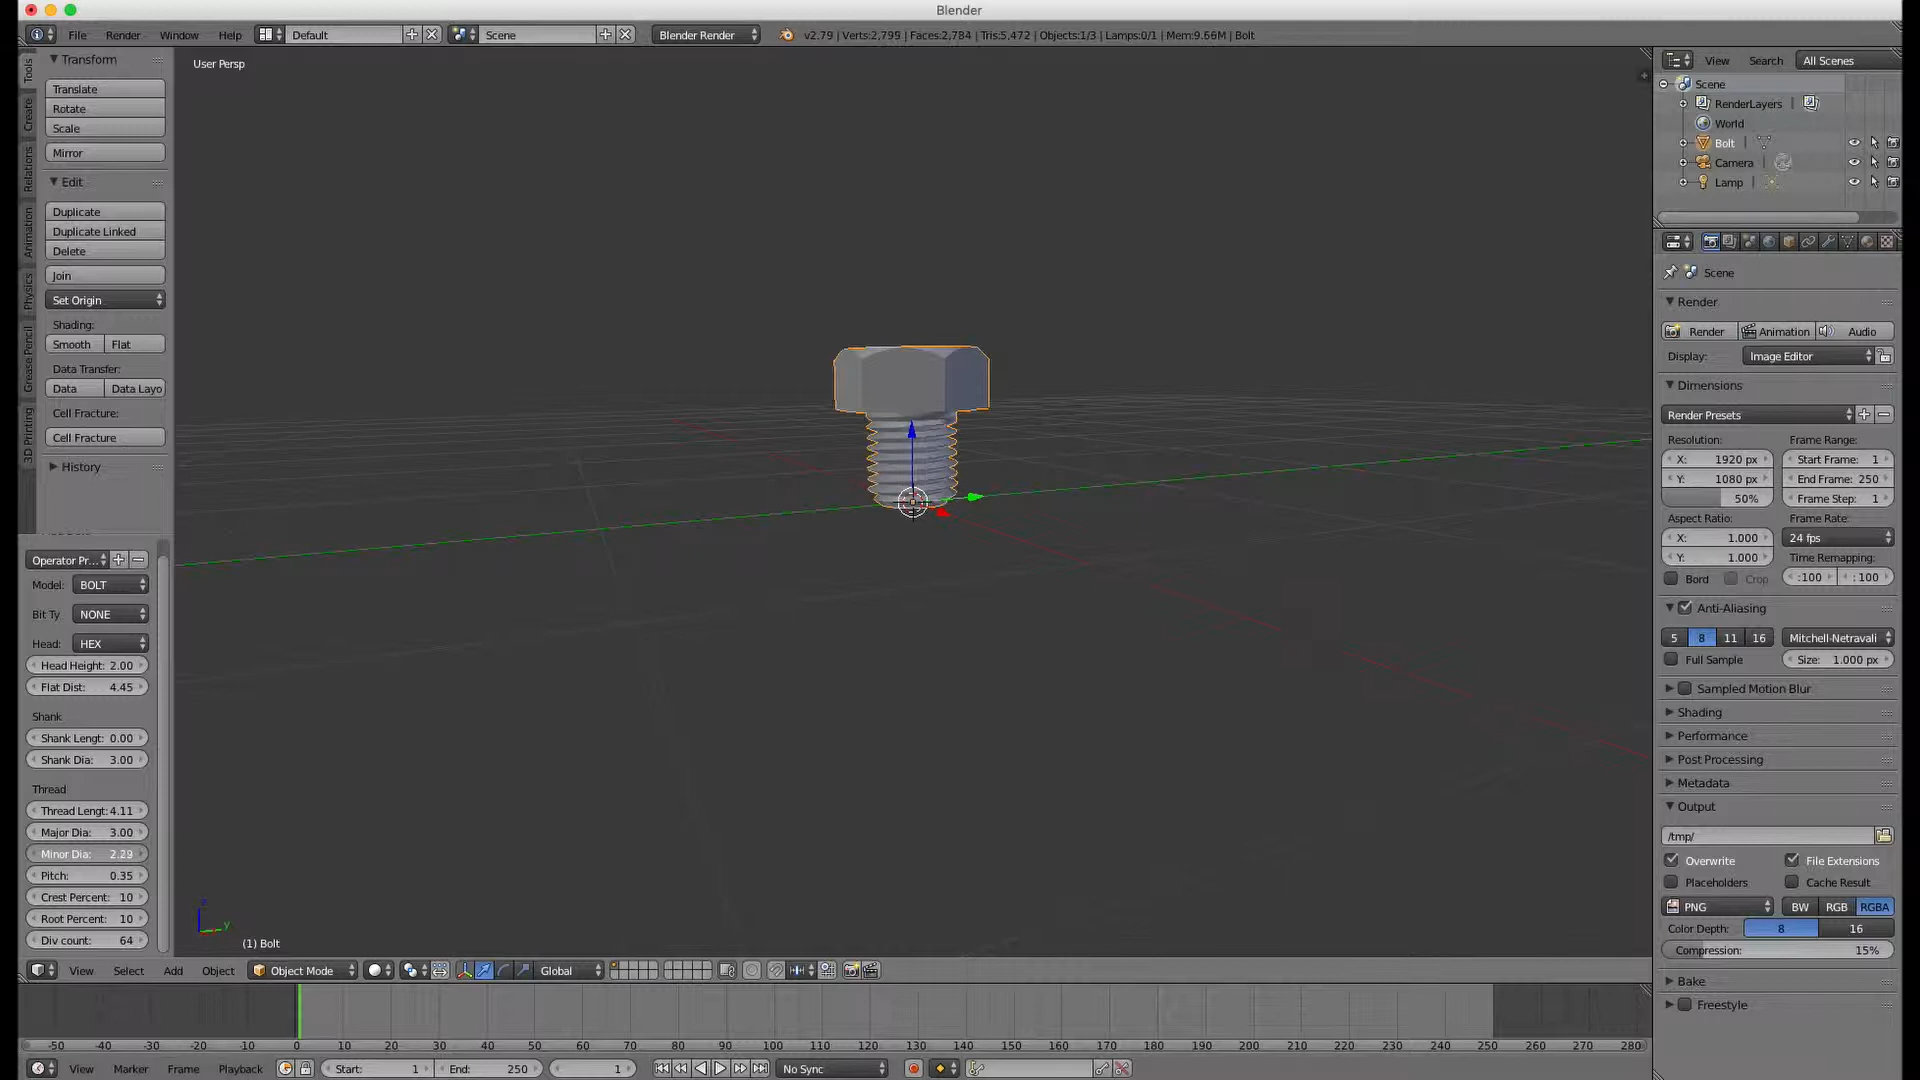 Blender
File Render Window Help Default Scene Blender Render v2.79 | Verts:2,799 | Faces:2,784 | Tris:5,472 | Objects:1/3 | Lamps:0/1 | Mem:9.66M | Bolt
Tools
Create
Relations
Animation
Physics
Grease Pencil
3D Printing
Transform
Translate
Rotate
Scale
Mirror
Edit
Duplicate
Duplicate Linked
Delete
Join
Set Origin
Shading:
Smooth Flat
Data Transfer:
Data Data Layo
Cell Fracture:
Cell Fracture
History
Operator Pr...
Model: BOLT
Bit Ty NONE
Head: HEX
Head Height: 2.00
Flat Dist: 4.45
Shank
Shank Lengt: 0.00
Shank Dia: 3.00
Thread
Thread Lengt: 4.11
Major Dia: 3.00
Minor Dia: 2.29
Pitch: 0.35
Crest Percent: 10
Root Percent: 10
Div count: 64
User Persp
z
y
(1) Bolt
View Select Add Object Object Mode Global
-50 -40 -30 -20 -10 0 10 20 30 40 50 60 70 80 90 100 110 120 130 140 150 160 170 180 190 200 210 220 230 240 250 260 270 280
View Marker Frame Playback Start: 1 End: 250 1 No Sync
View Search All Scenes
Scene
RenderLayers
World
Bolt
Camera
Lamp
Scene
Render
Render Animation Audio
Display: Image Editor
Dimensions
Render Presets
Resolution: Frame Range:
X: 1920 px Start Frame: 1
Y: 1080 px End Frame: 250
50% Frame Step: 1
Aspect Ratio: Frame Rate:
X: 1.000 24 fps
Y: 1.000 Time Remapping:
Bord Crop :100 : 100
Anti-Aliasing
5 8 11 16 Mitchell-Netravali
Full Sample Size: 1.000 px
Sampled Motion Blur
Shading
Performance
Post Processing
Metadata
Output
/tmp/
Overwrite File Extensions
Placeholders Cache Result
PNG BW RGB RGBA
Color Depth: 8 16
Compression: 15%
Bake
Freestyle